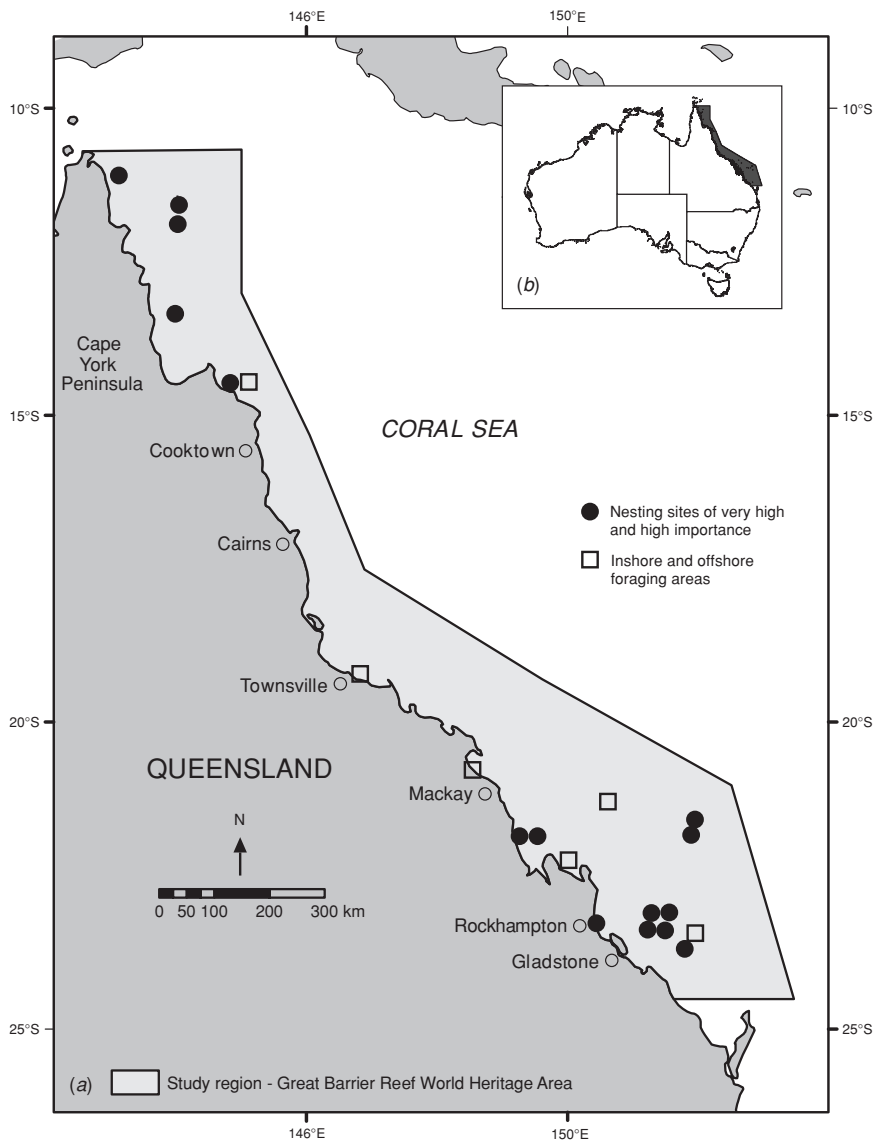 146°E
150°E
10°S
10°S
(b)
Cape
York
Peninsula
15°S
15°S
CORAL SEA
Cooktown
Nesting sites of very high
and high importance
Cairns
Inshore and offshore
foraging areas
Townsville
20°S
20°S
QUEENSLAND
Mackay
N
0 50 100 200 300 km
Rockhampton
Gladstone
25°S
25°S
(a)
Study region - Great Barrier Reef World Heritage Area
146°E
150°E